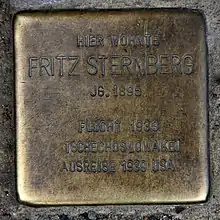 HIER WOHNTE
FRITZ STERNBERG
JG. 1895
FLUCHT 1933
TSCHECHOSLOWAKEI
AUSREISE 1939 USA